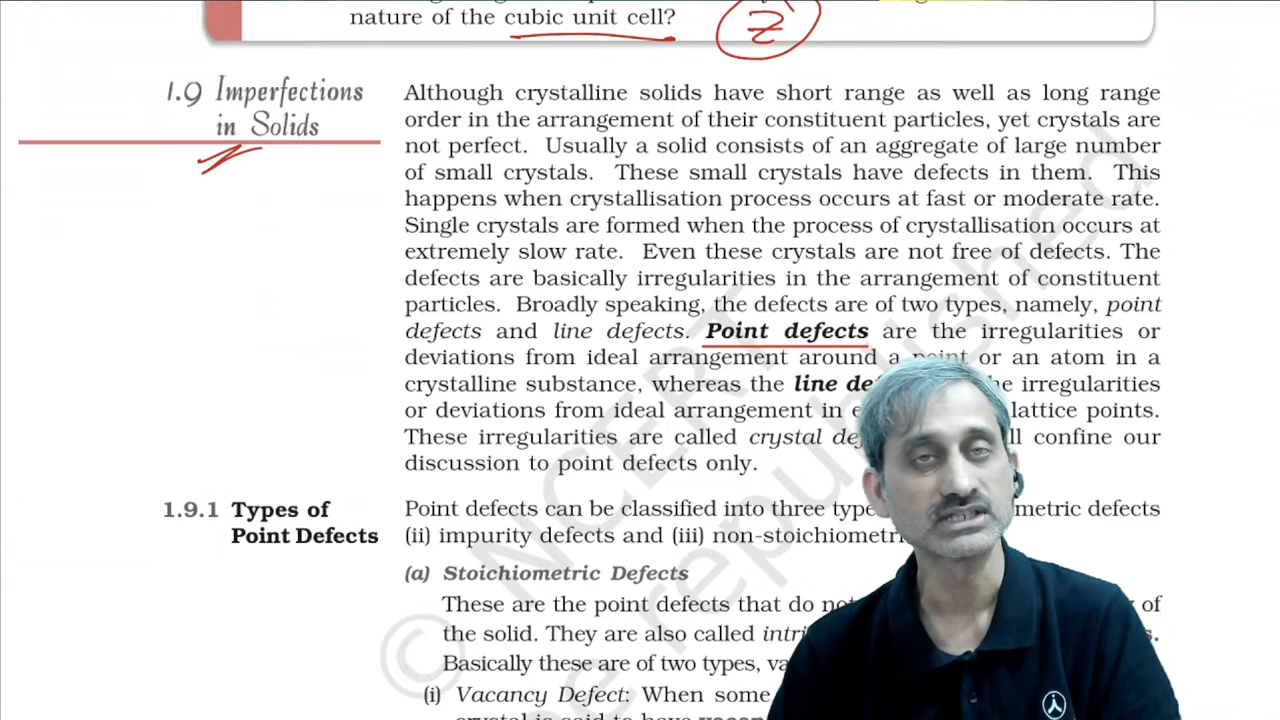 nature of the cubic unit cell?
Z
1.9 Imperfections
in Solids
Although crystalline solids have short range as well as long range
order in the arrangement of their constituent particles, yet crystals are
not perfect. Usually a solid consists of an aggregate of large number
of small crystals. These small crystals have defects in them. This
happens when crystallisation process occurs at fast or moderate rate.
Single crystals are formed when the process of crystallisation occurs at
extremely slow rate. Even these crystals are not free of defects. The
defects are basically irregularities in the arrangement of constituent
particles. Broadly speaking, the defects are of two types, namely, point
defects and line defects. Point defects are the irregularities or
deviations from ideal arrangement around a point or an atom in a
crystalline substance, whereas the line irregularities
or deviations from ideal arrangement in lattice points.
These irregularities are called crystal confine our
discussion to point defects only.
1.9.1 Types of
Point Defects
Point defects can be classified into three defects
(ii) impurity defects and (iii)
(a) Stoichiometric Defects
These are the point defects that do of
the solid. They are also called
Basically these are of two types,
(i) Vacancy Defect: When some
crystal is said to have
© NCERT
republished